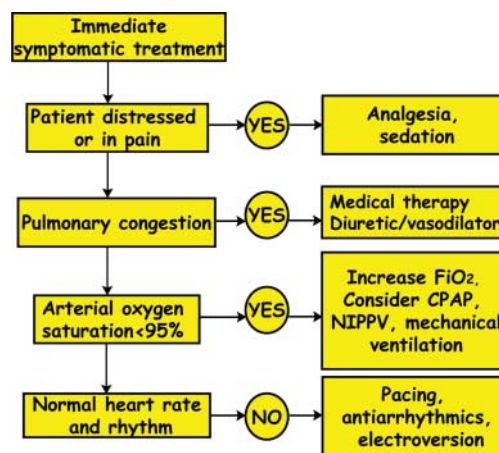 Immediate
symptomatic treatment
Patient distressed
or in pain
YES
Analgesia,
sedation
Pulmonary congestion
YES
Medical therapy
Diuretic/vasodilator
Arterial oxygen
saturation<95%
YES
Increase FiO2,
Consider CPAP,
NIPPV, mechanical
ventilation
Normal heart rate
and rhythm
NO
Pacing,
antiarrhythmics,
electroversion